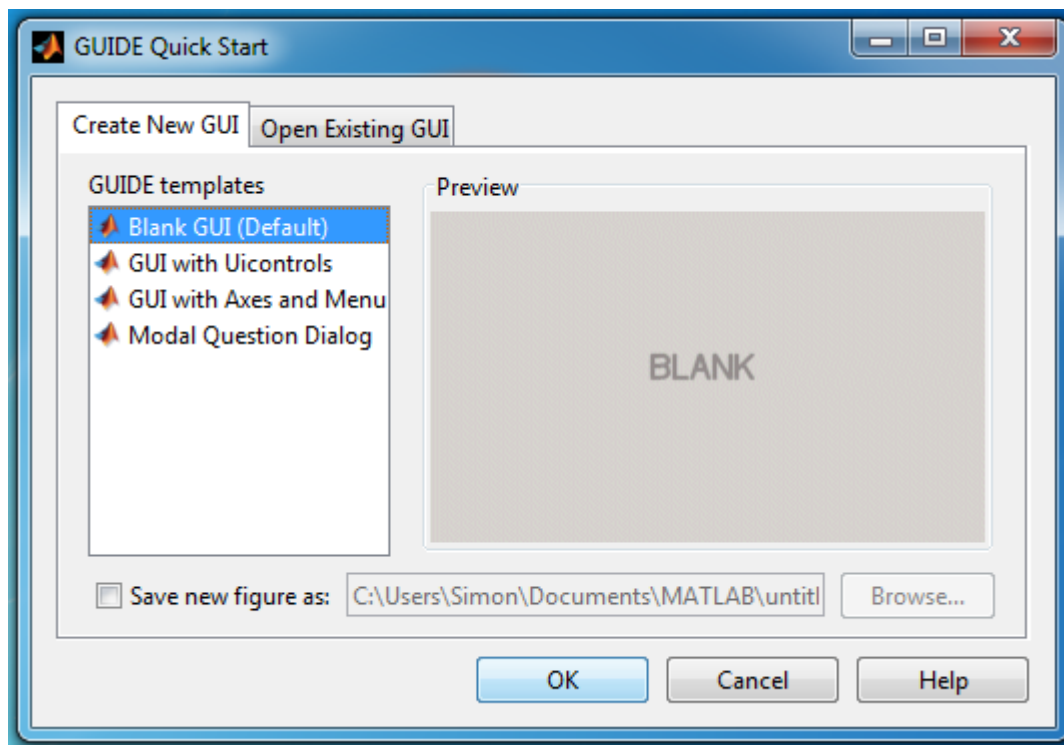 GUIDE Quick Start
Create New GUI
Open Existing GUI
GUIDE templates
Blank GUI (Default)
GUI with Uicontrols
GUI with Axes and Menu
Modal Question Dialog
Preview
BLANK
Save new figure as:
C:\Users\Simon\Documents\MATLAB\untitl
Browse...
OK
Cancel
Help